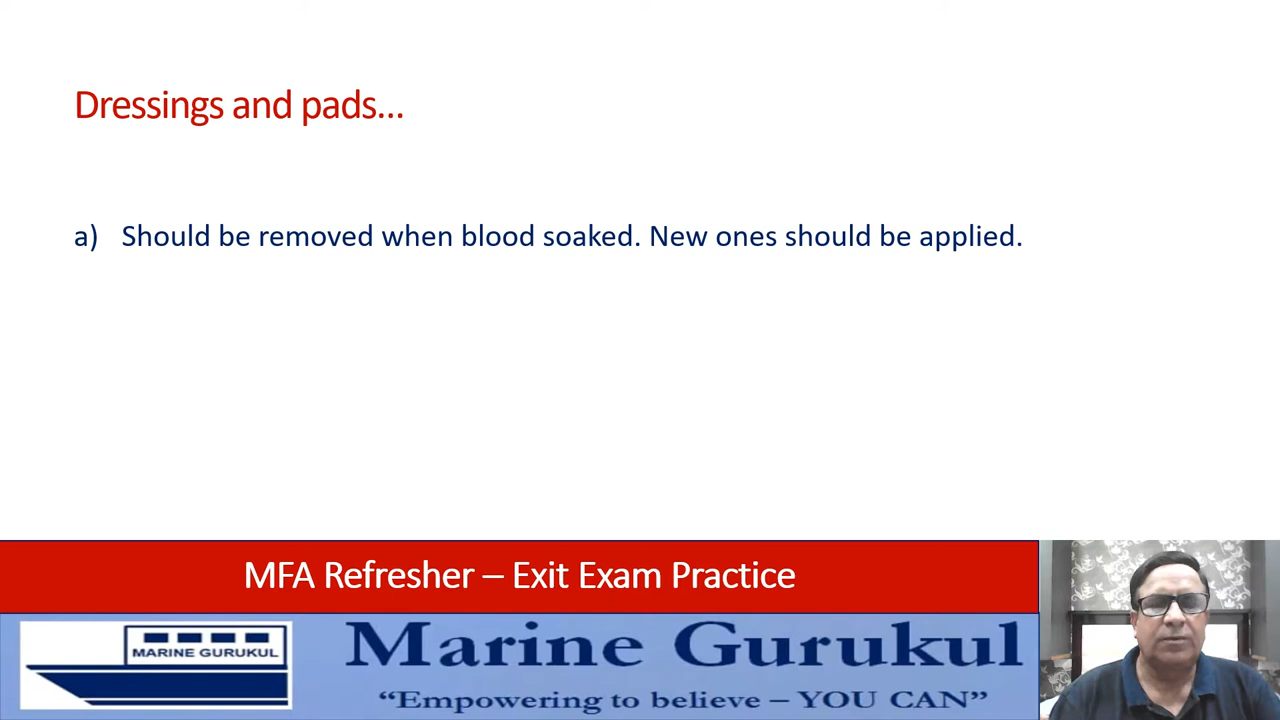 Dressings and pads...
a) Should be removed when blood soaked. New ones should be applied.
MFA Refresher – Exit Exam Practice
MARINE GURUKUL
Marine Gurukul
“Empowering to believe – YOU CAN”